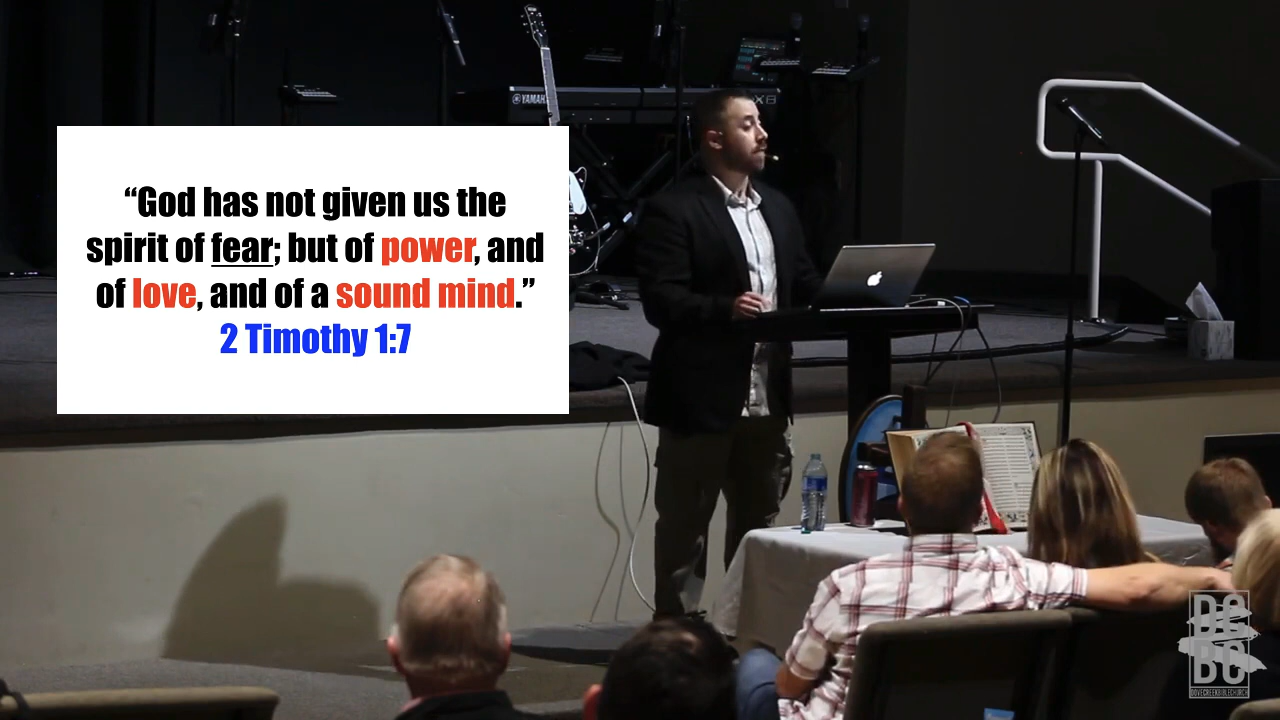 YAMAHA
“God has not given us the
spirit of fear; but of power, and
of love, and of a sound mind.”
2 Timothy 1:7
DC
BC
DOVECREEKBIBLECHURCH